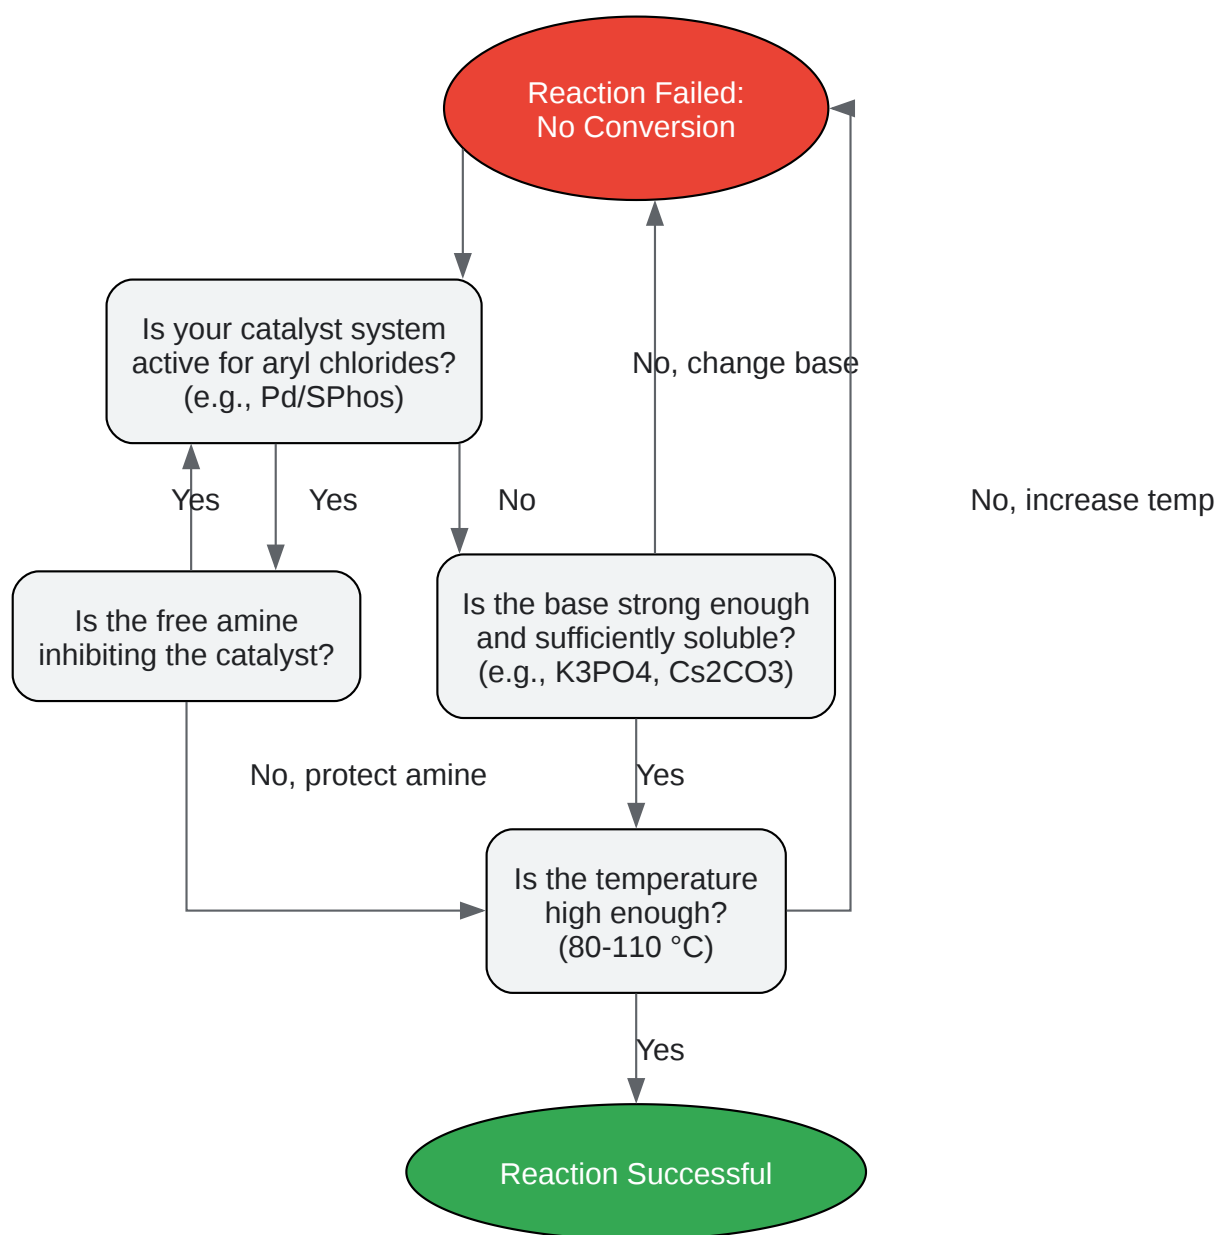 Reaction Failed:
No Conversion
Is your catalyst system
active for aryl chlorides?
(e.g., Pd/SPhos)
No, change base
Yes
Yes
No
No, increase temp
Is the free amine
inhibiting the catalyst?
Is the base strong enough
and sufficiently soluble?
(e.g., K3PO4, Cs2CO3)
No, protect amine
Yes
Is the temperature
high enough?
(80-110 °C)
Yes
Reaction Successful